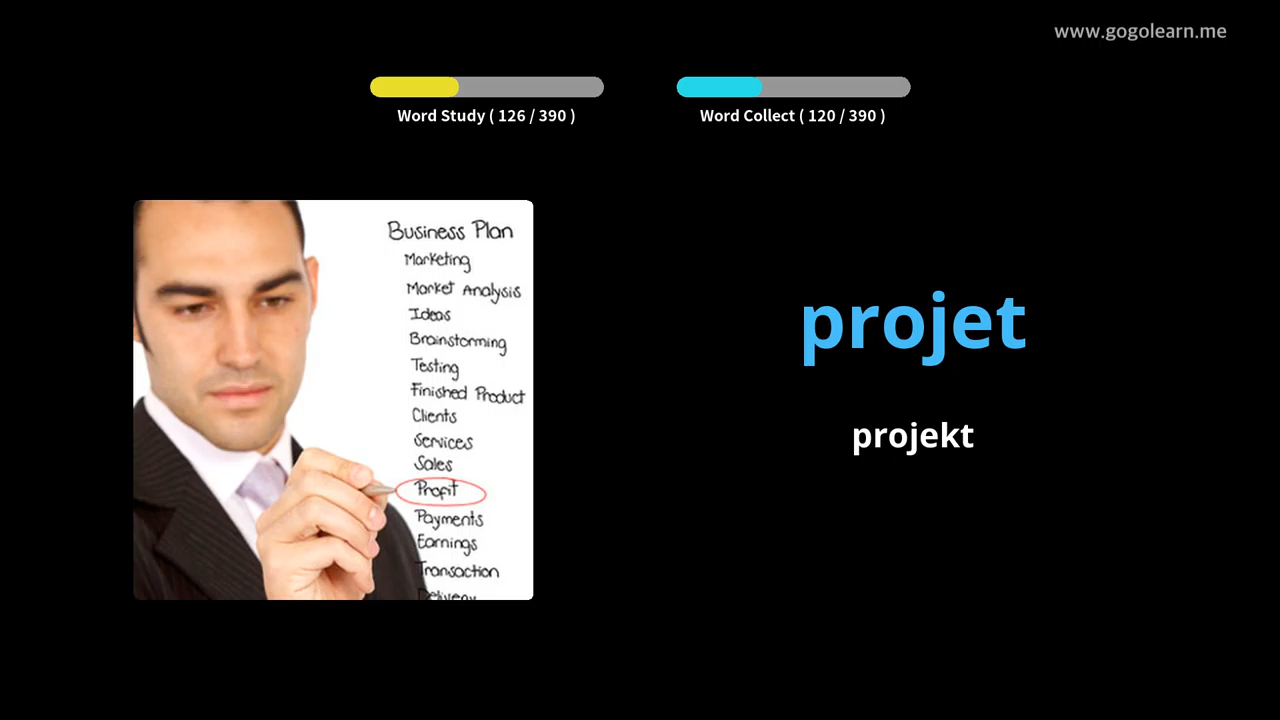 www.gogolearn.me
Word Study ( 126 / 390 )
Word Collect ( 120 / 390 )
Business Plan
Marketing
Market Analysis
Ideas
Brainstorming
Testing
Finished Product
Clients
Services
Sales
Profit
Payments
Earnings
Transaction
Delivery
projet
projekt